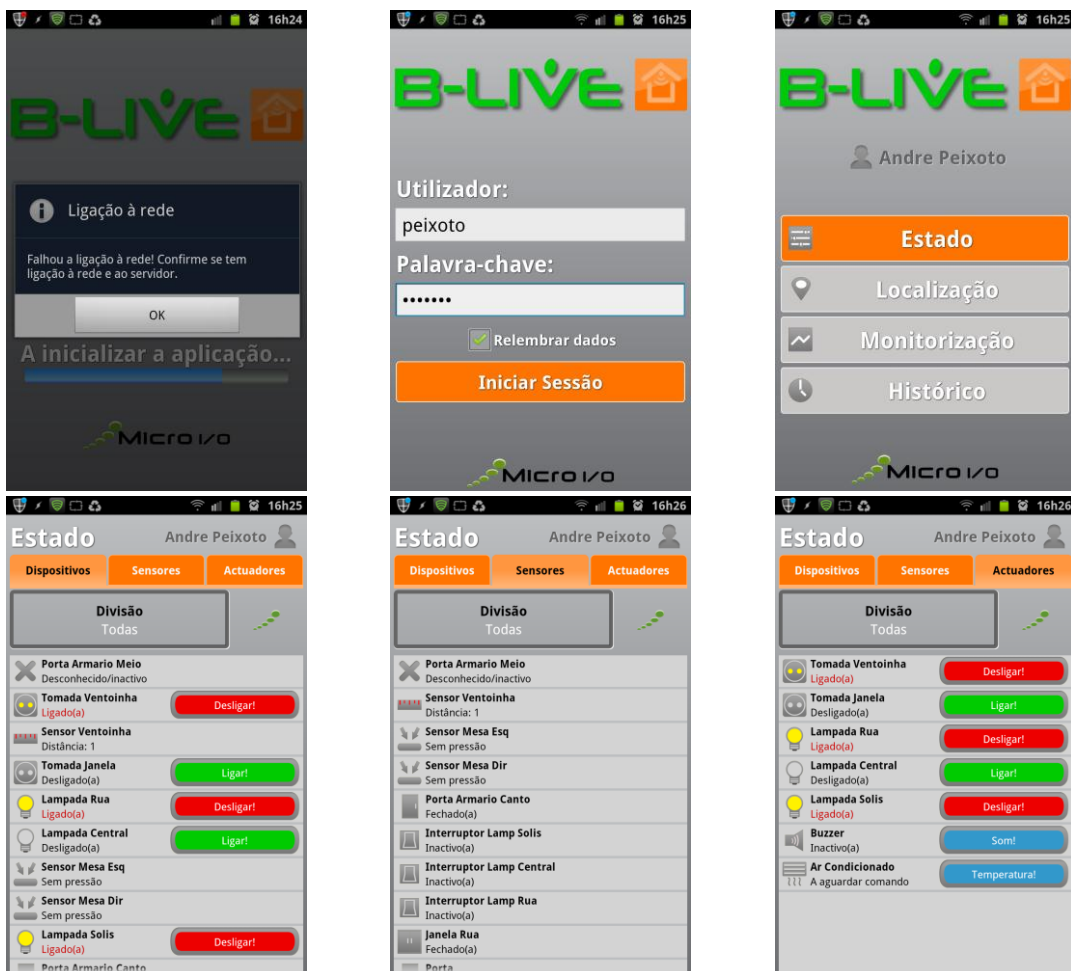 16h24
B-LIVE
Ligação à rede
Falhou a ligação à rede! Confirme se tem
ligação à rede e ao servidor.
OK
A inicializar a aplicação...
Micro I/O
16h25
B-LIVE
Utilizador:
peixoto
Palavra-chave:
•••••••
Relembrar dados
Iniciar Sessão
Micro I/O
16h25
B-LIVE
Andre Peixoto
Estado
Localização
Monitorização
Histórico
Micro I/O
16h25
Estado Andre Peixoto
Dispositivos Sensores Actuadores
Divisão
Todas
Porta Armario Meio
Desconhecido/inactivo
Tomada Ventoinha
Ligado(a) Desligar!
Sensor Ventoinha
Distância: 1
Tomada Janela
Desligado(a) Ligar!
Lampada Rua
Ligado(a) Desligar!
Lampada Central
Desligado(a) Ligar!
Sensor Mesa Esq
Sem pressão
Sensor Mesa Dir
Sem pressão
Lampada Solis
Ligado(a) Desligar!
Porta Armario Canto
16h26
Estado Andre Peixoto
Dispositivos Sensores Actuadores
Divisão
Todas
Porta Armario Meio
Desconhecido/inactivo
Sensor Ventoinha
Distância: 1
Sensor Mesa Esq
Sem pressão
Sensor Mesa Dir
Sem pressão
Porta Armario Canto
Fechado(a)
Interruptor Lamp Solis
Inactivo(a)
Interruptor Lamp Central
Inactivo(a)
Interruptor Lamp Rua
Inactivo(a)
Janela Rua
Fechado(a)
Porta
16h26
Estado Andre Peixoto
Dispositivos Sensores Actuadores
Divisão
Todas
Tomada Ventoinha
Ligado(a) Desligar!
Tomada Janela
Desligado(a) Ligar!
Lampada Rua
Ligado(a) Desligar!
Lampada Central
Desligado(a) Ligar!
Lampada Solis
Ligado(a) Desligar!
Buzzer
Inactivo(a) Som!
Ar Condicionado
A aguardar comando Temperatura!